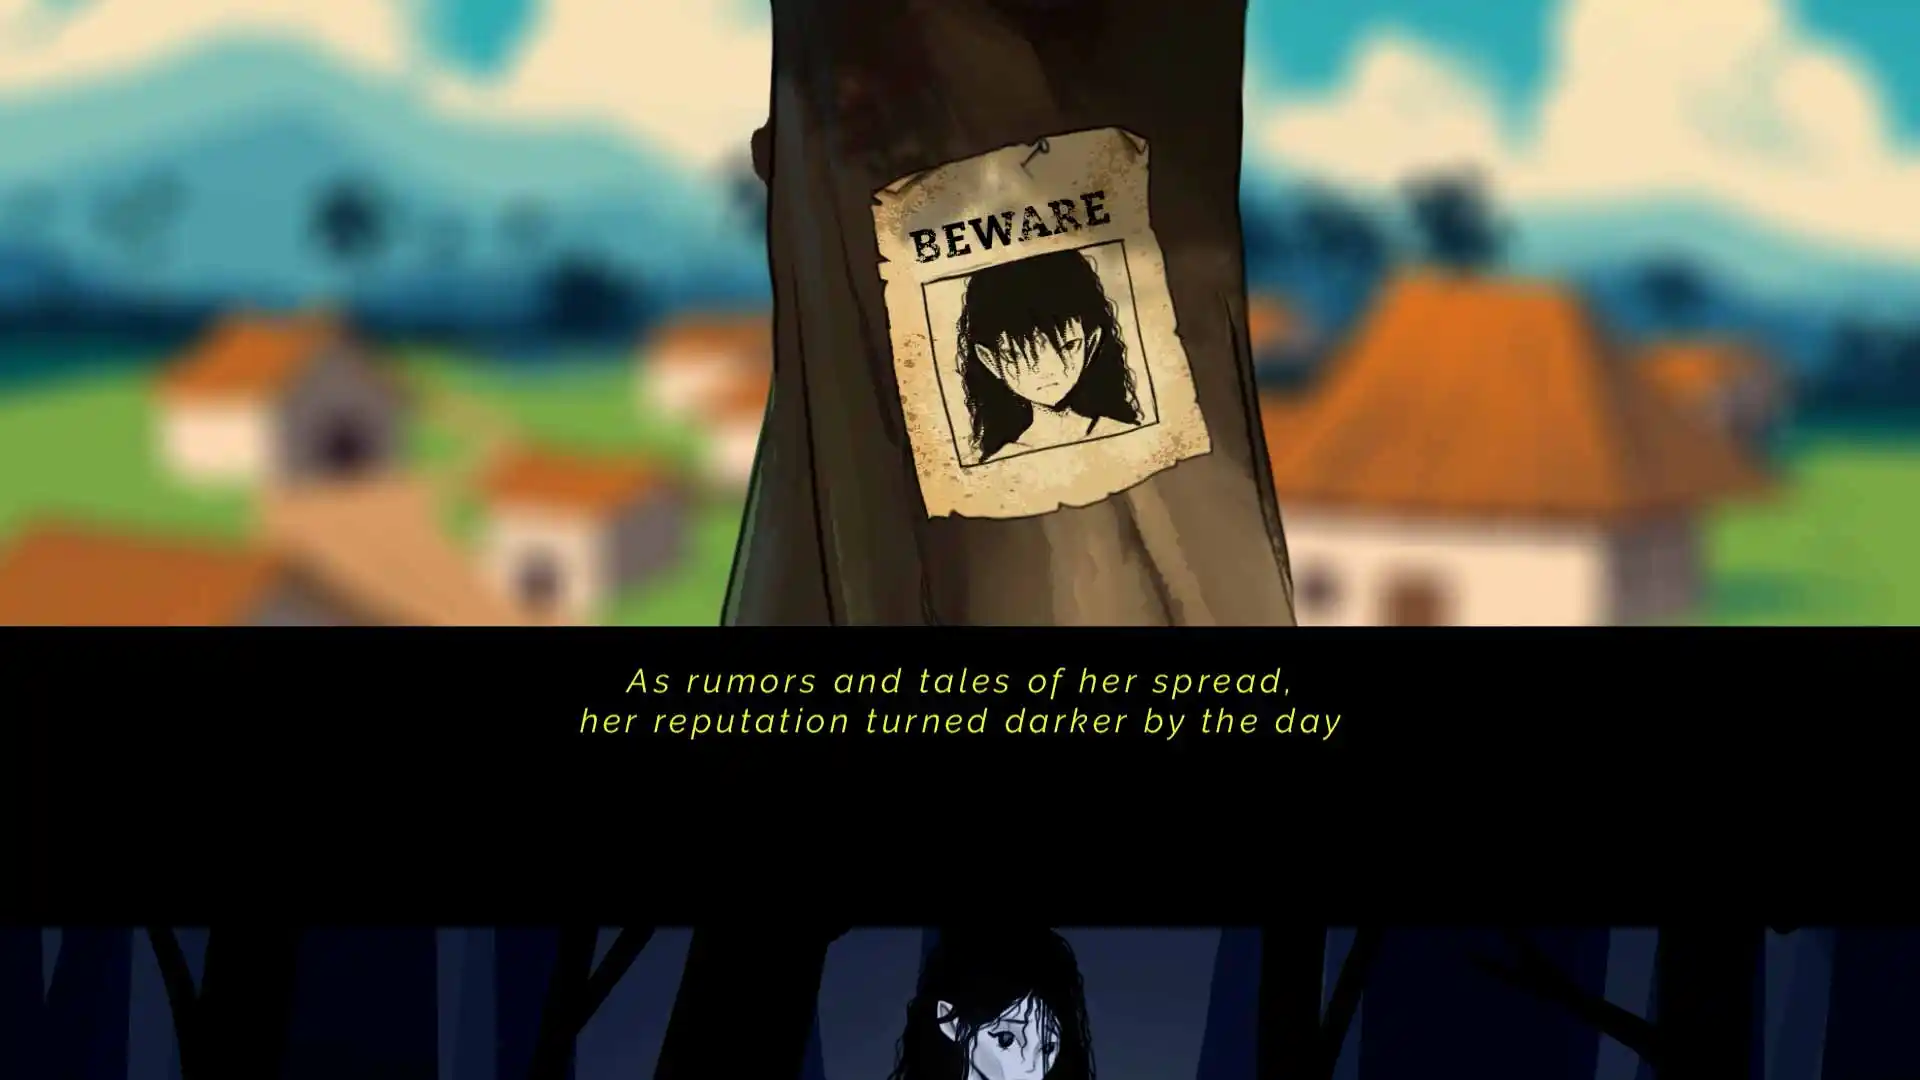 BEWARE
As rumors and tales of her spread,
her reputation turned darker by the day